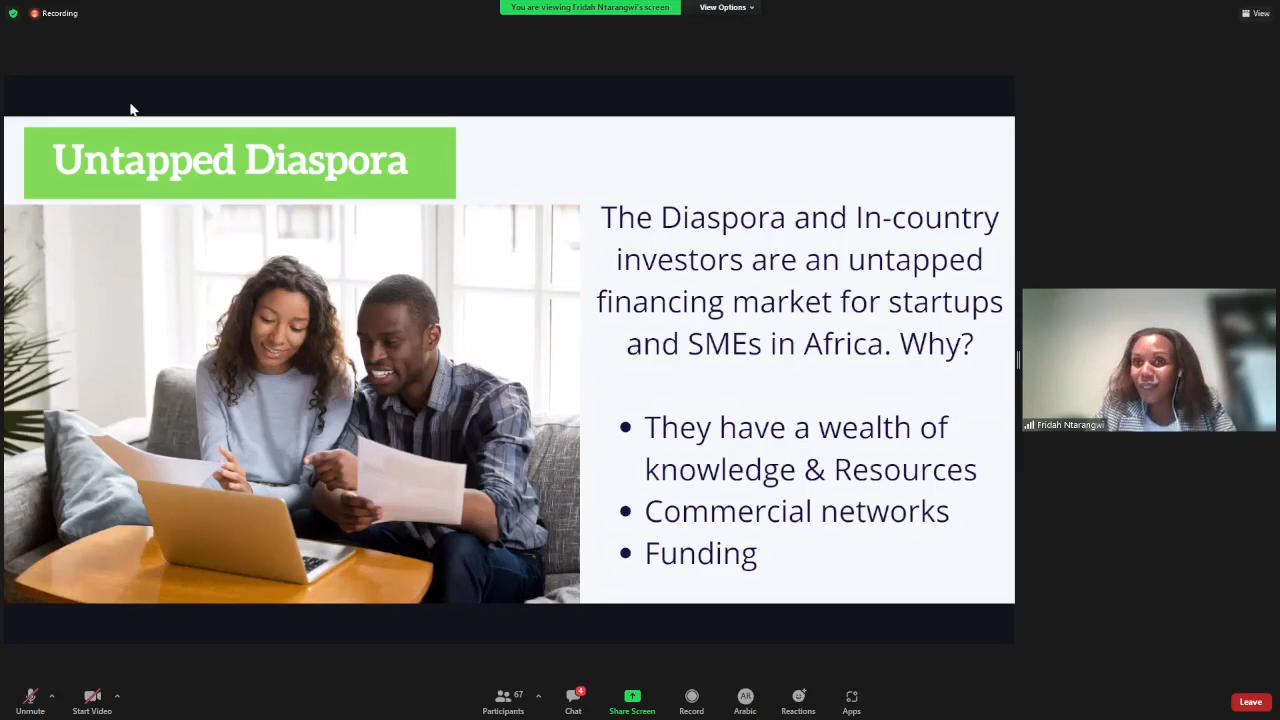 Recording
You are viewing Fridah Ntarangwi's screen
View Options
View
Untapped Diaspora
The Diaspora and In-country
investors are an untapped
financing market for startups
and SMEs in Africa. Why?
• They have a wealth of
knowledge & Resources
• Commercial networks
• Funding
Fridah Ntarangwi
Unmute
Start Video
67
Participants
4
Chat
Share Screen
Record
AR
Arabic
Reactions
Apps
Leave